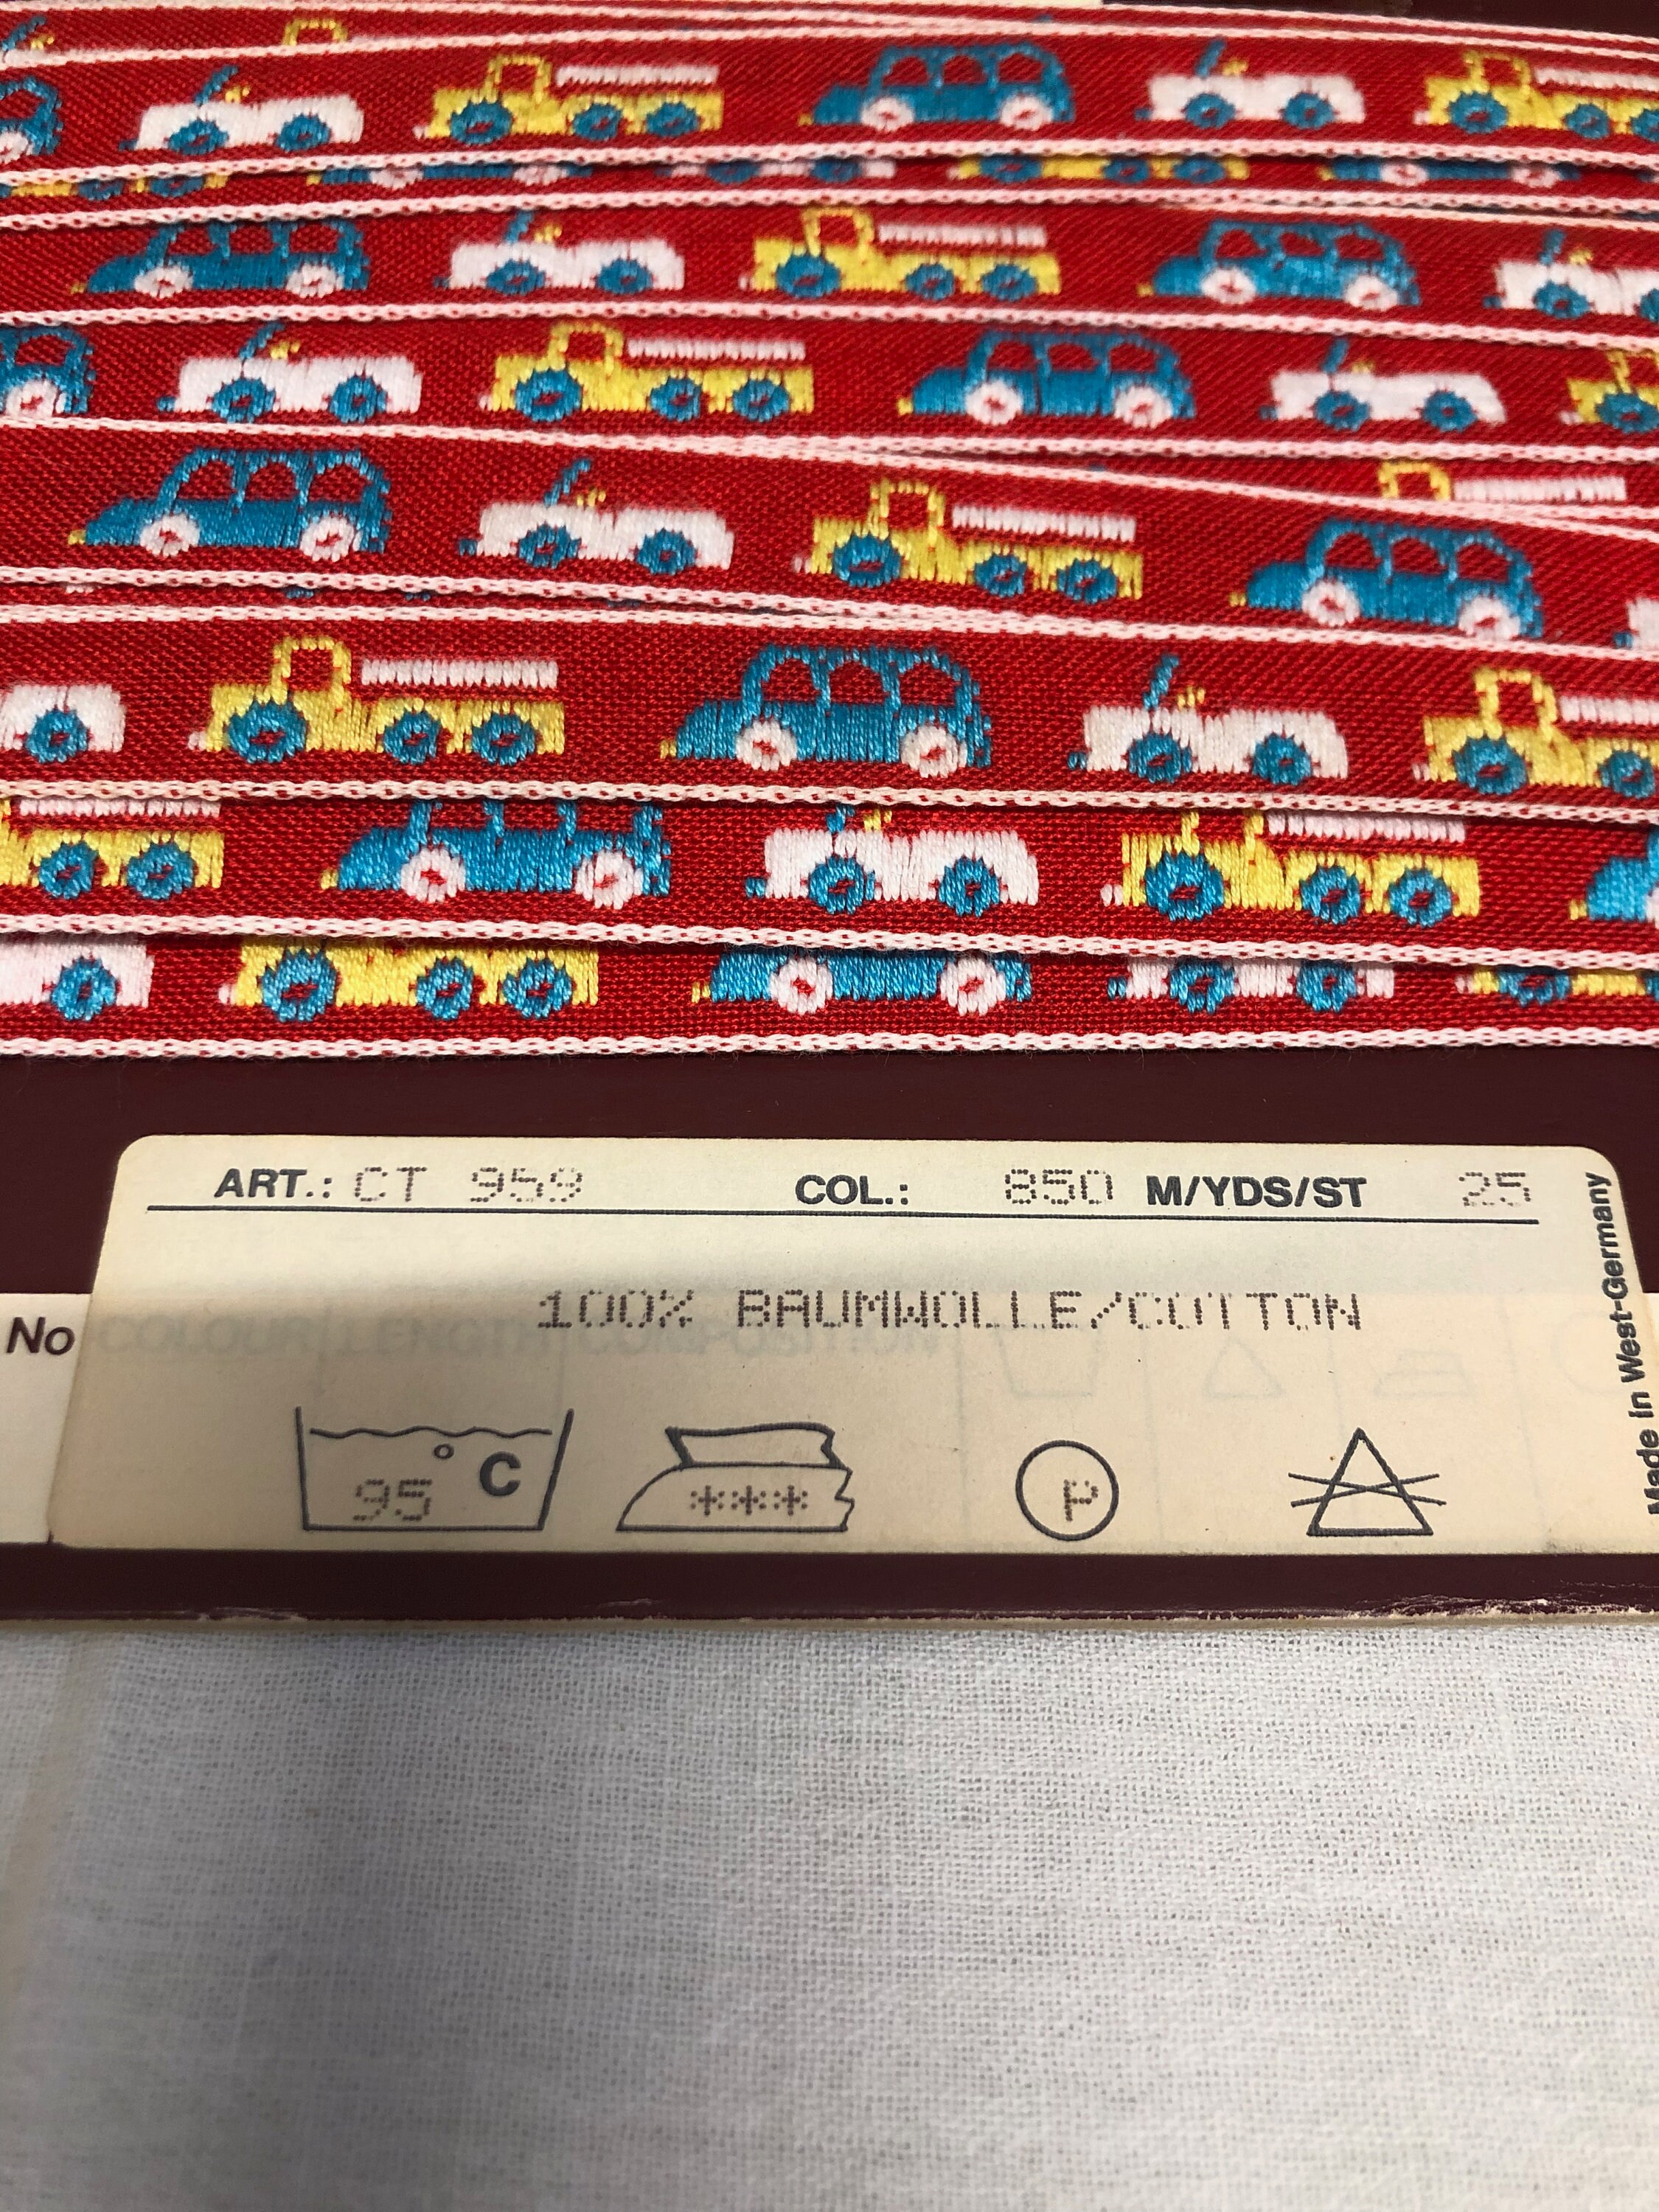 ART.: CT 959 COL.: 850 M/YDS/ST 25
100% BAUMWOLLE/COTTON
No
95 °C *** P
Made in West-Germany